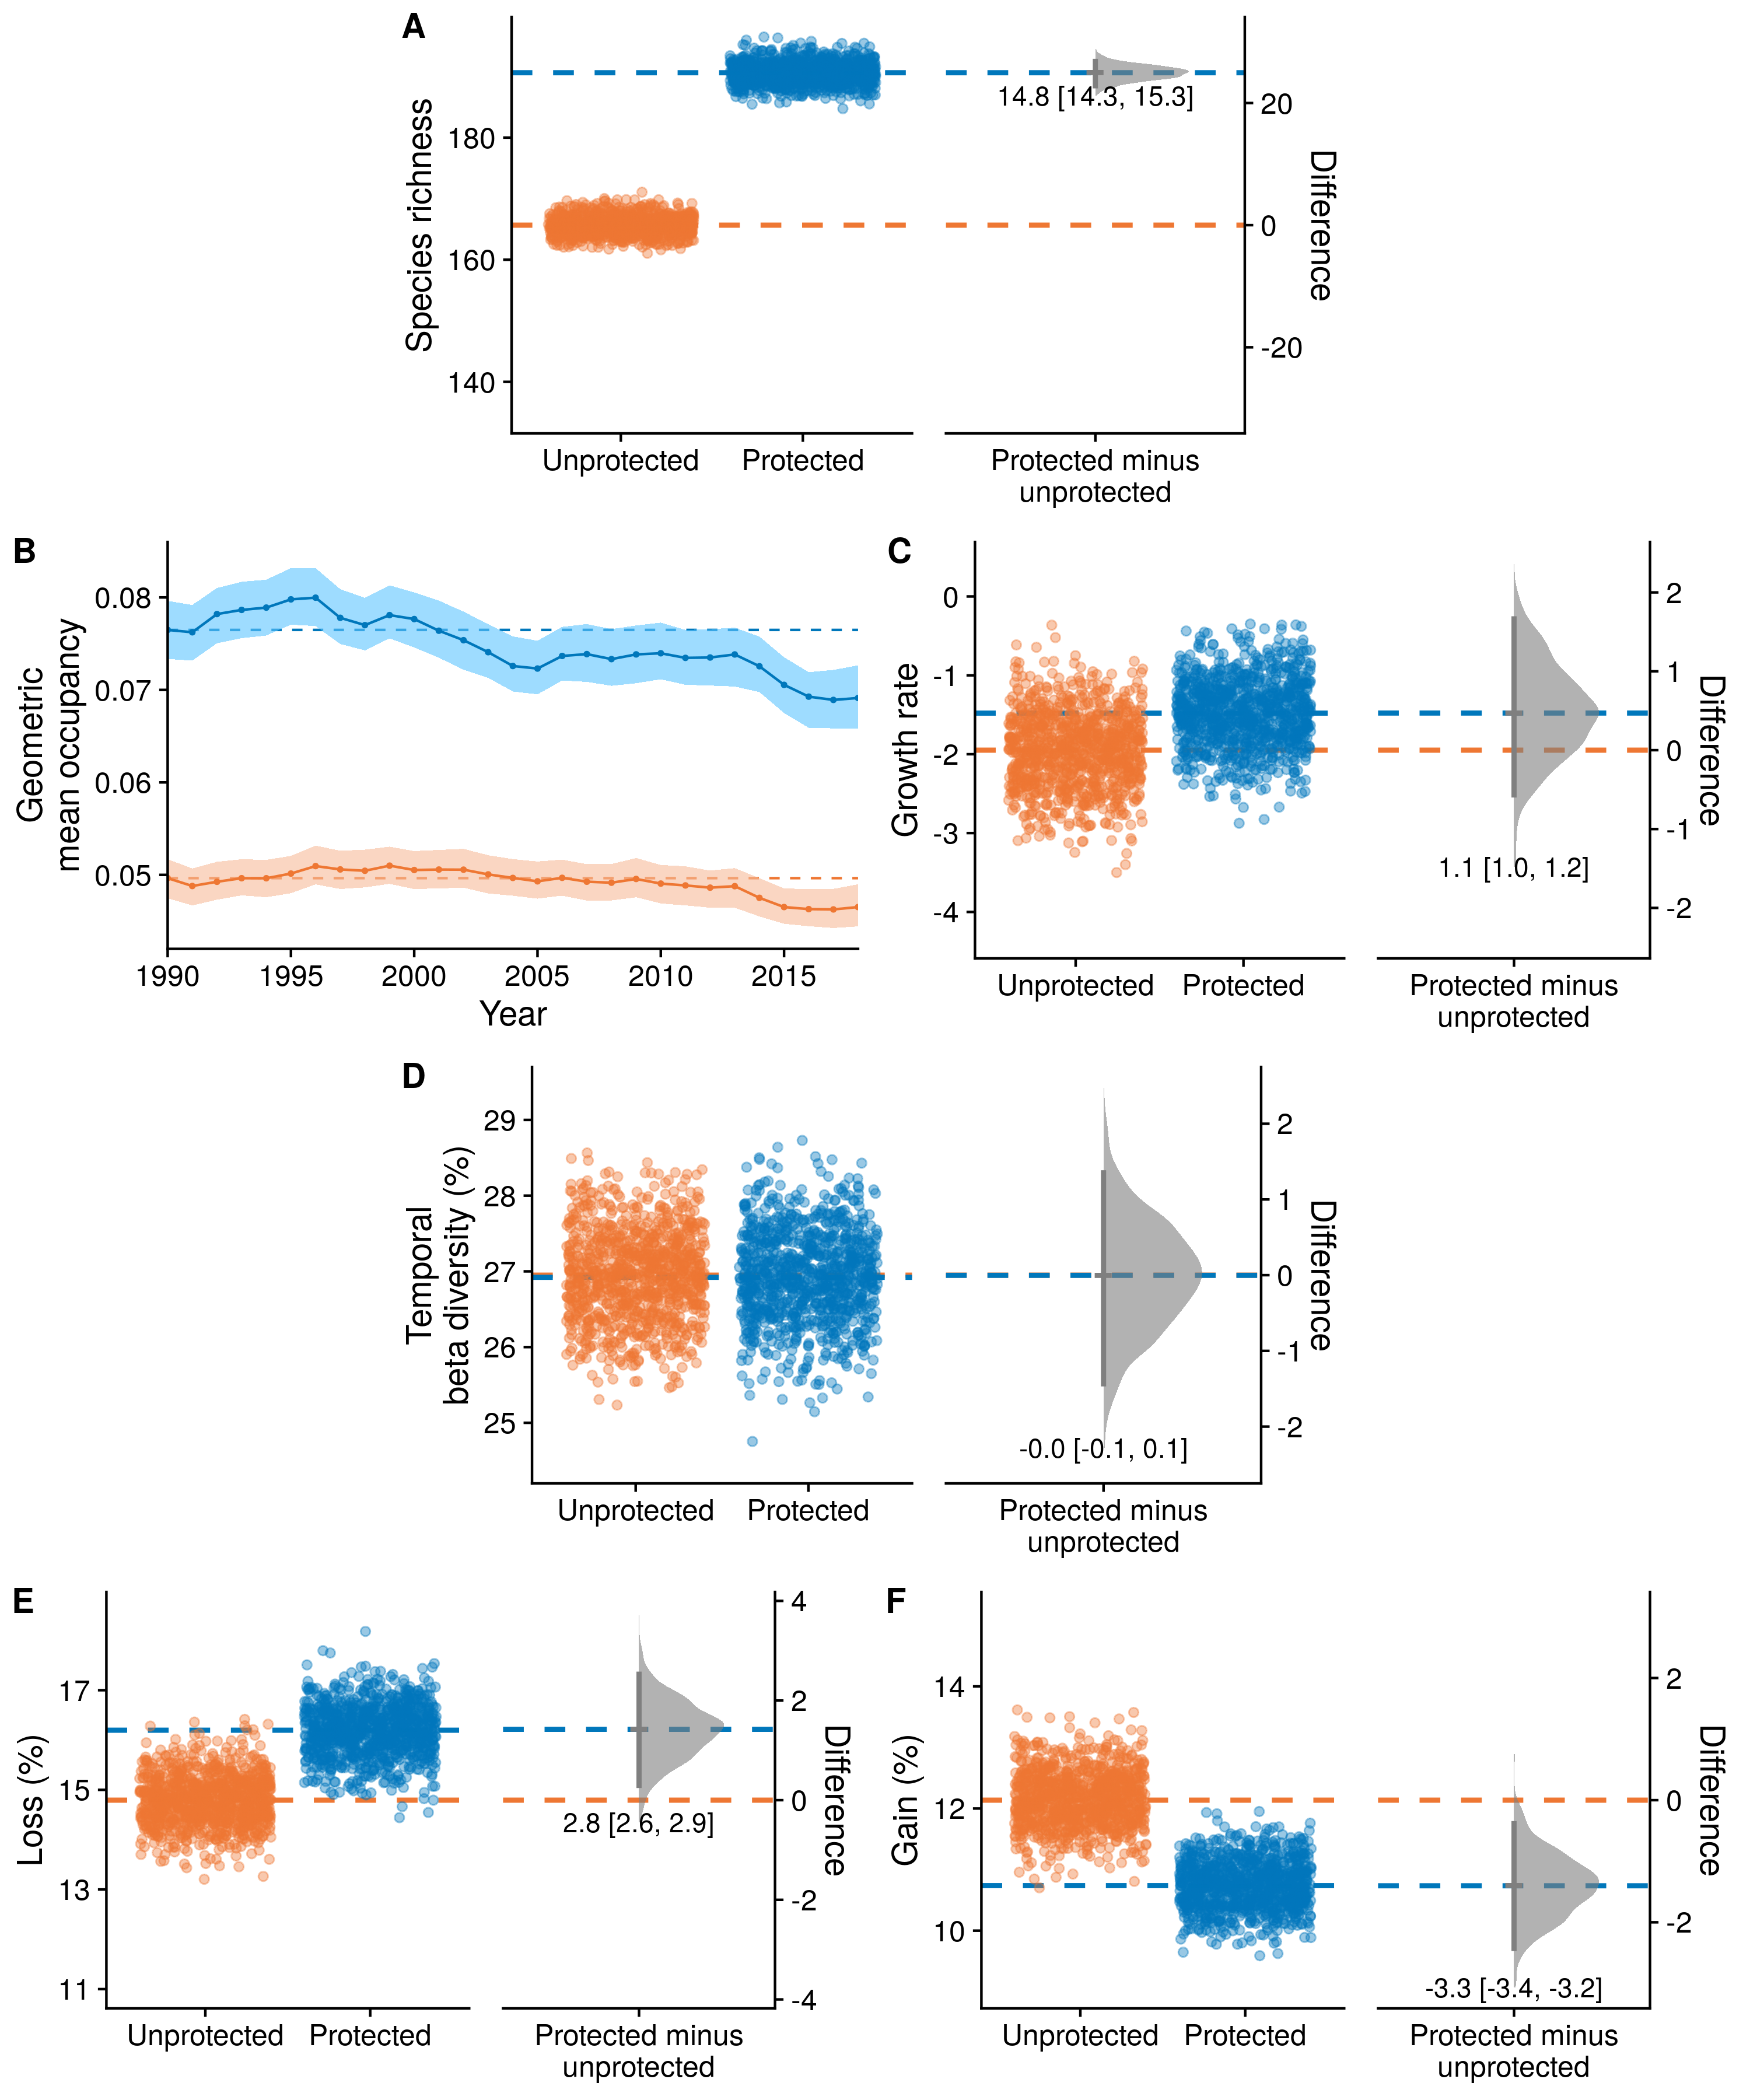 A
Species richness
180
160
140
14.8 [14.3, 15.3]
20
0
-20
Difference
Unprotected
Protected
Protected minus
unprotected
B
Geometric
mean occupancy
0.08
0.07
0.06
0.05
1990
1995
2000
2005
2010
2015
Year
C
Growth rate
0
-1
-2
-3
-4
1.1 [1.0, 1.2]
2
1
0
-1
-2
Difference
Unprotected
Protected
Protected minus
unprotected
D
Temporal
beta diversity (%)
29
28
27
26
25
-0.0 [-0.1, 0.1]
2
1
0
-1
-2
Difference
Unprotected
Protected
Protected minus
unprotected
E
Loss (%)
17
15
13
11
2.8 [2.6, 2.9]
4
2
0
-2
-4
Difference
Unprotected
Protected
Protected minus
unprotected
F
Gain (%)
14
12
10
-3.3 [-3.4, -3.2]
2
0
-2
Difference
Unprotected
Protected
Protected minus
unprotected